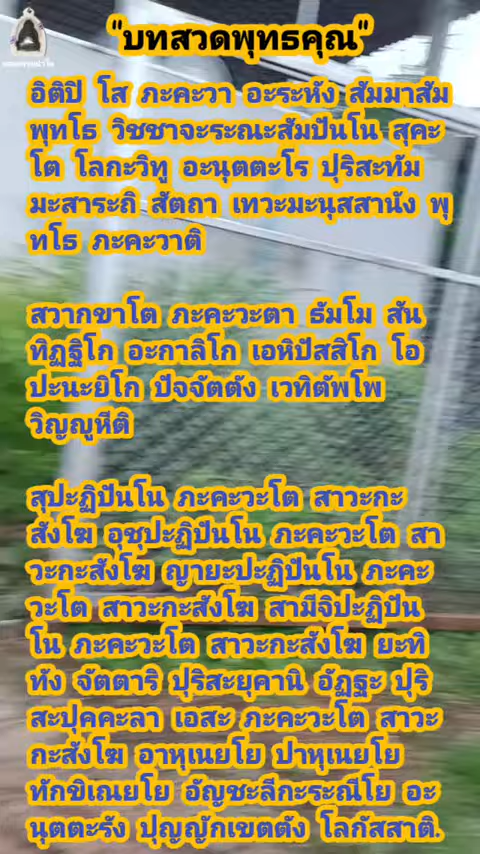 "บทสวดพุทธคุณ"
อิติปิ โส ภะคะวา อะระหัง สัมมาสัม
พุทโธ วิชชาจะระณะสัมปันโน สุคะ
โต โลกะวิทู อะนุตตะโร ปุริสะทัม
มะสาระถิ สัตถา เทวะมะนุสสานัง พุ
ทโธ ภะคะวาติ
สวากขาโต ภะคะวะตา ธัมโม สัน
ทิฏฐิโก อะกาลิโก เอหิปัสสิโก โอ
ปะนะยิโก ปัจจัตตัง เวทิตัพโพ
วิญญูหีติ
สุปะฏิปันโน ภะคะวะโต สาวะกะ
สังโฆ อุชุปะฏิปันโน ภะคะวะโต สา
วะกะสังโฆ ญายะปะฏิปันโน ภะคะ
วะโต สาวะกะสังโฆ สามีจิปะฏิปัน
โน ภะคะวะโต สาวะกะสังโฆ ยะทิ
ทัง จัตตาริ ปุริสะยุคานิ อัฏฐะ ปุริ
สะปุคคะลา เอสะ ภะคะวะโต สาวะ
กะสังโฆ อาหุเนยโย ปาหุเนยโย
ทักขิเณยโย อัญชะลีกะระณีโย อะ
นุตตะรัง ปุญญักเขตตัง โลกัสสาติ.